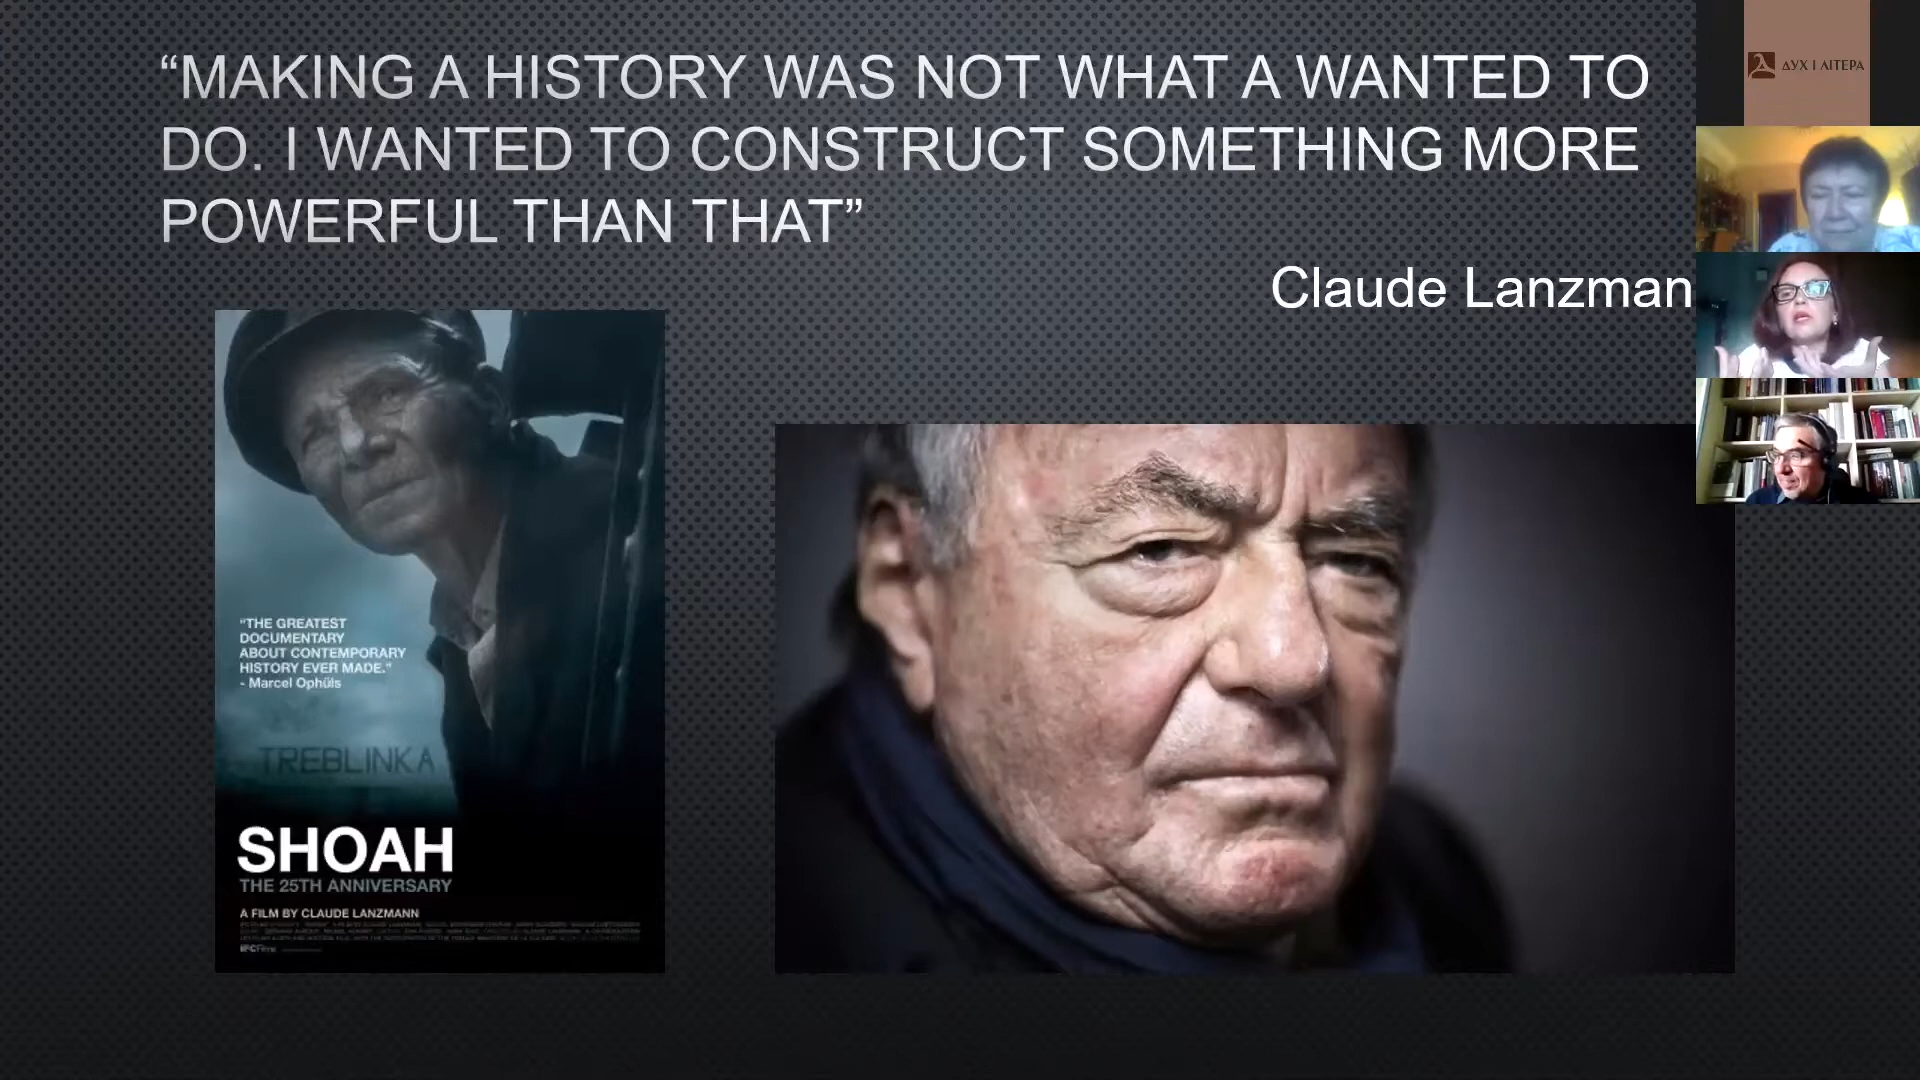 “MAKING A HISTORY WAS NOT WHAT A WANTED TO
DO. I WANTED TO CONSTRUCT SOMETHING MORE
POWERFUL THAN THAT”
Claude Lanzman
ДУХ І ЛІТЕРА
“THE GREATEST
DOCUMENTARY
ABOUT CONTEMPORARY
HISTORY EVER MADE.”
- Marcel Ophüls
TREBLINKA
SHOAH
THE 25TH ANNIVERSARY
A FILM BY CLAUDE LANZMANN
IFC Films